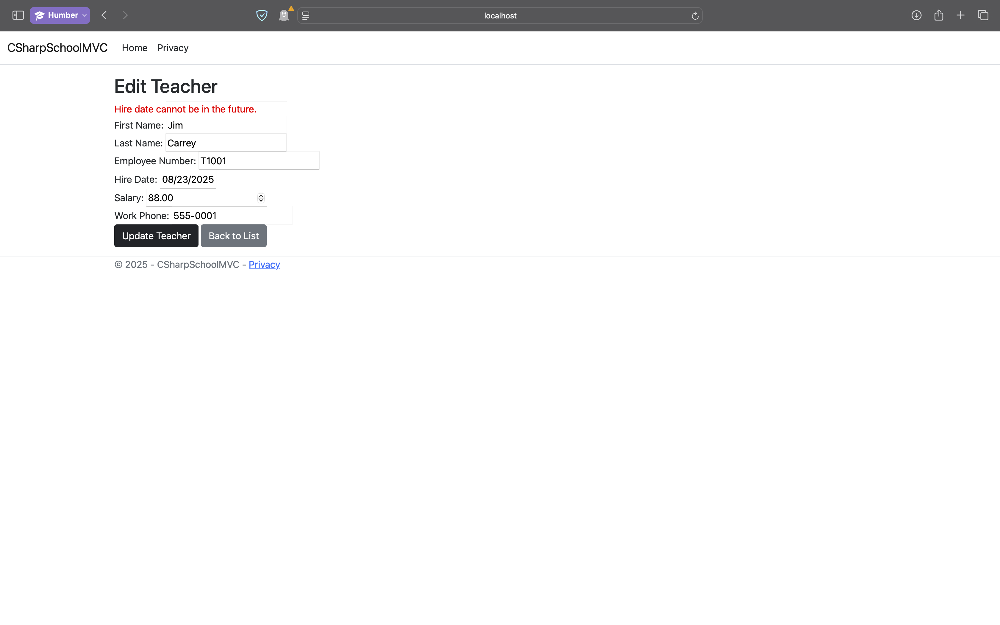 Humber
localhost
CSharpSchoolMVC Home Privacy
Edit Teacher
Hire date cannot be in the future.
First Name: Jim
Last Name: Carrey
Employee Number: T1001
Hire Date: 08/23/2025
Salary: 88.00
Work Phone: 555-0001
Update Teacher Back to List
© 2025 - CSharpSchoolMVC - Privacy